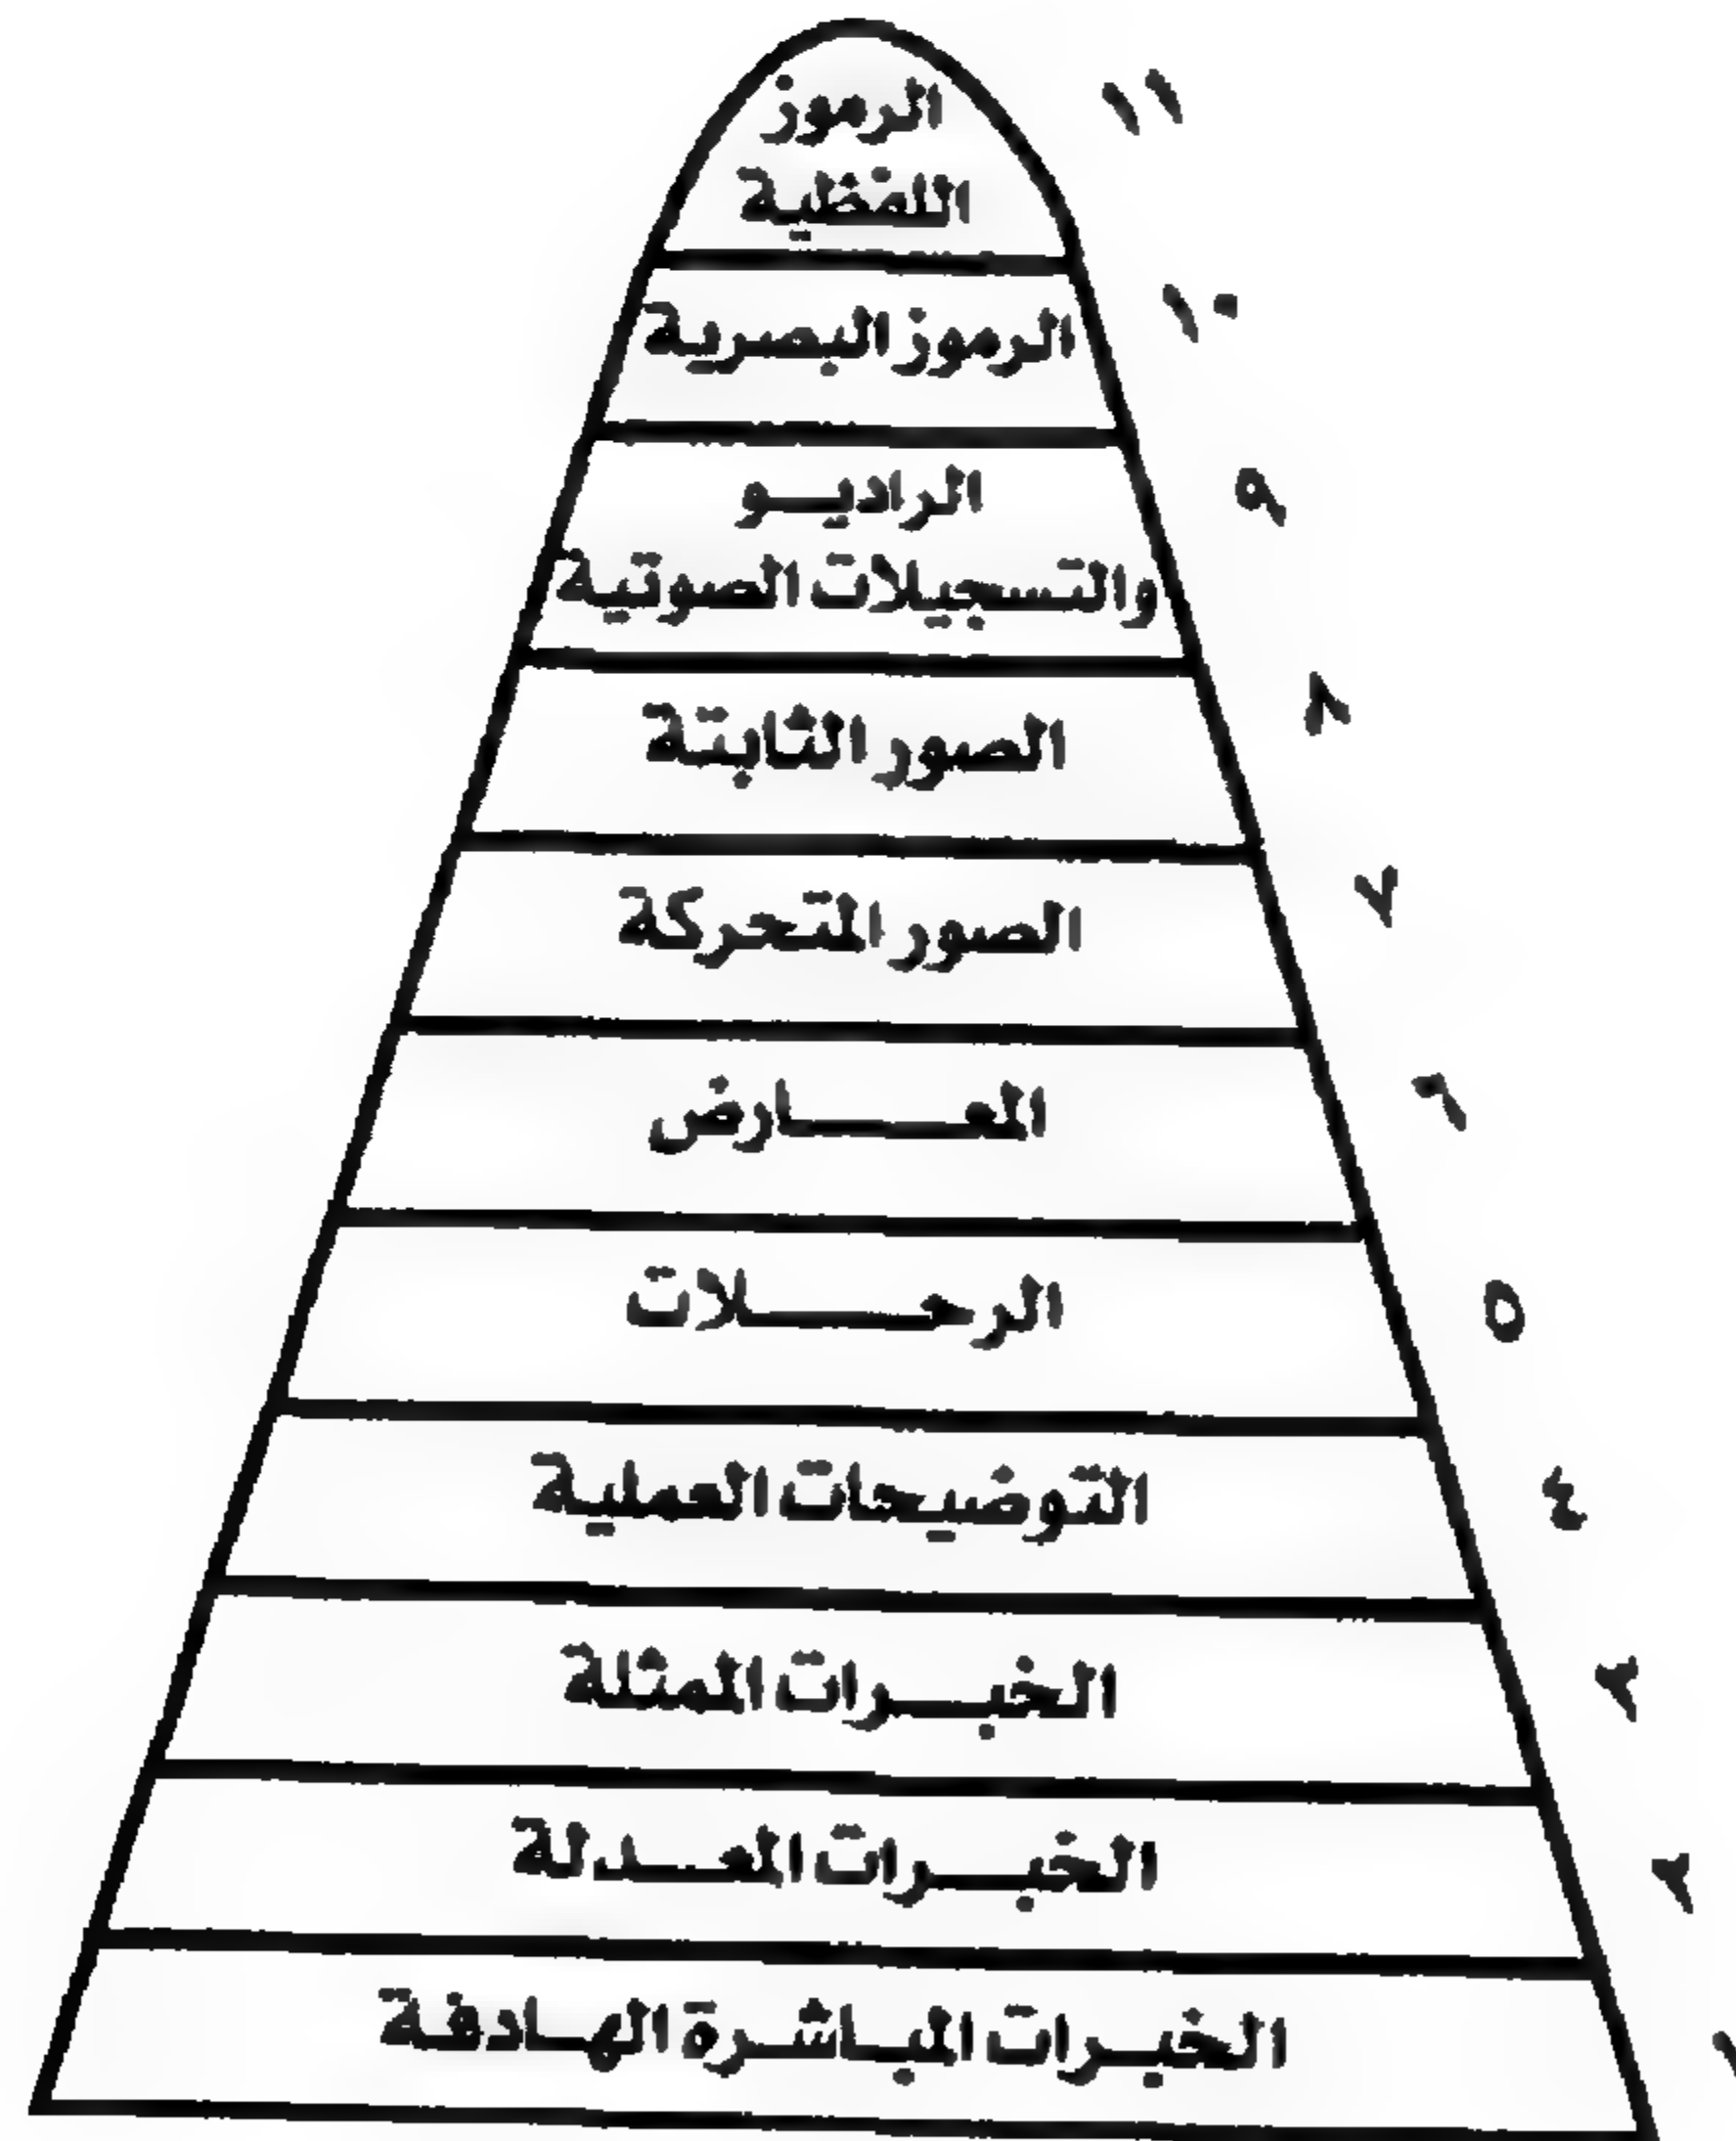 الرموز ١١
اللفظية
الرموز البصرية ١٠
الراديو ٩
والتسجيلات الصوتية
الصور الثابتة ٨
الصور المتحركة ٧
المعارض ٦
الرحلات ٥
التوضيحات العملية ٤
الخبرات الممثلة ٣
الخبرات المعدلة ٢
الخبرات المباشرة الهادفة ١